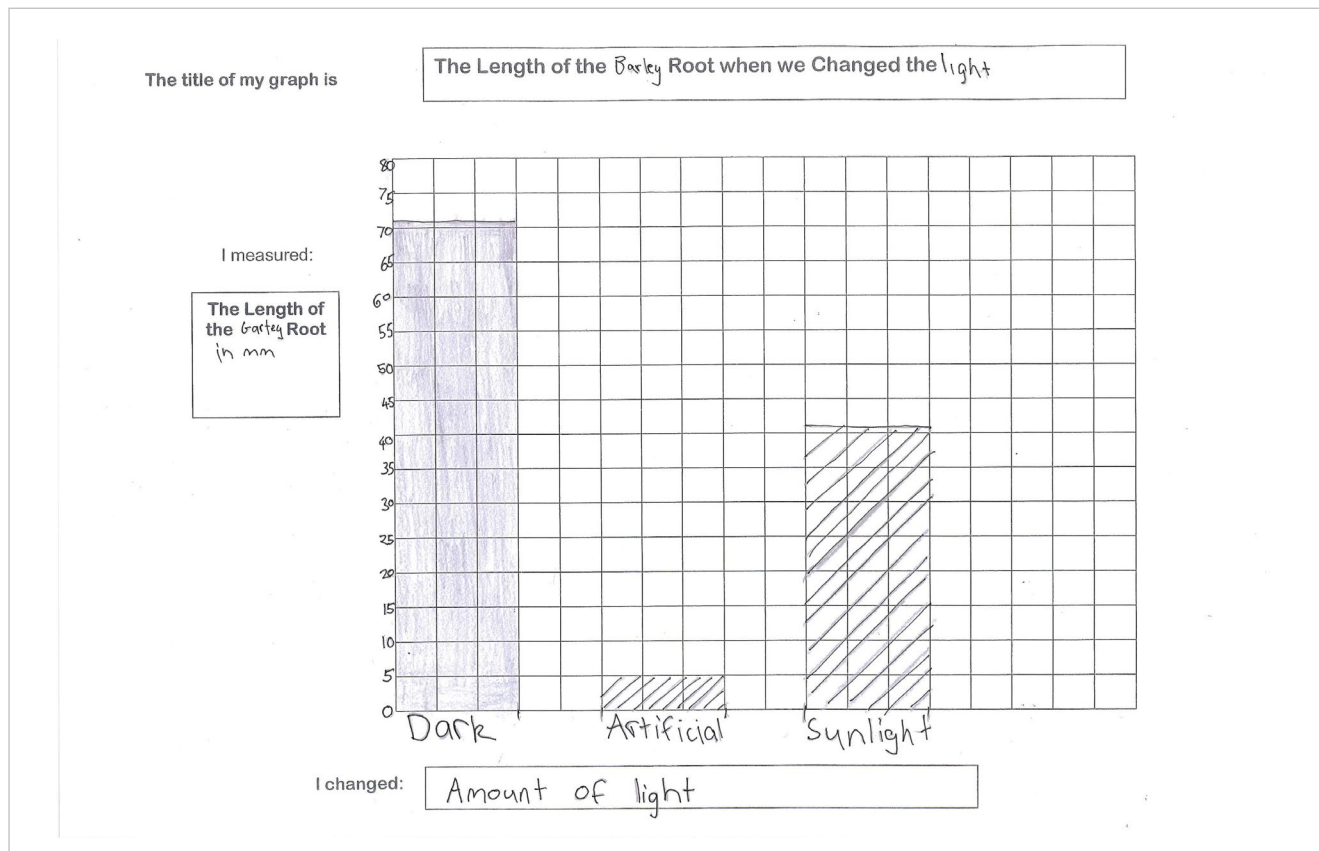 The title of my graph is
The Length of the Barley Root when we Changed the light
80
75
70
65
60
55
50
45
40
35
30
25
20
15
10
5
0
I measured:
The Length of
the Barley Root
in mm
Dark Artificial Sunlight
I changed:
Amount of light